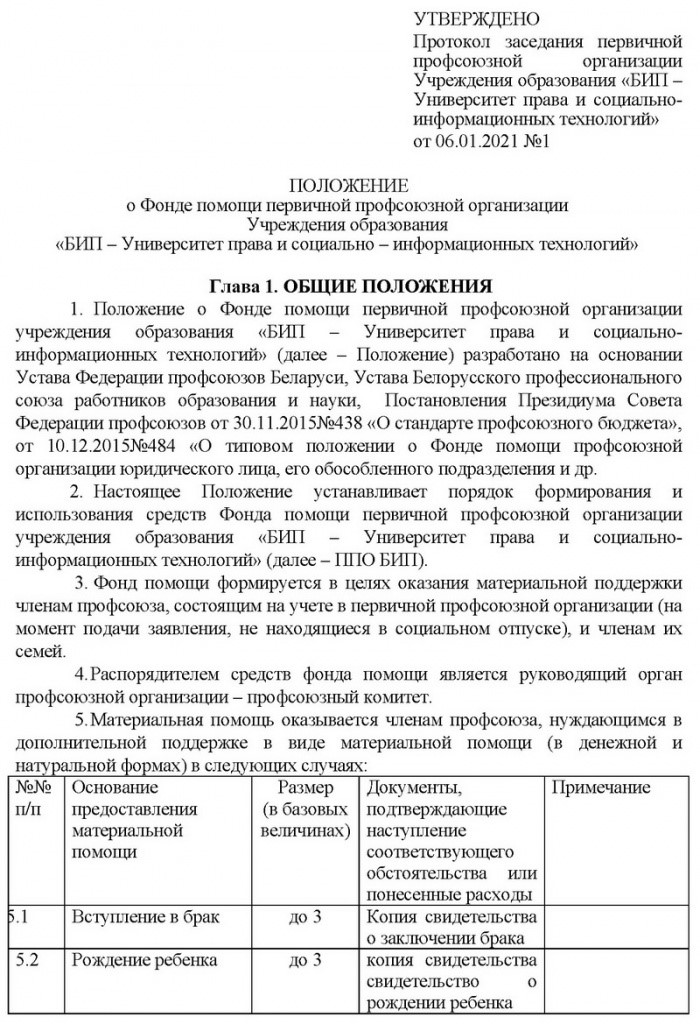 УТВЕРЖДЕНО
Протокол заседания первичной
профсоюзной организации
Учреждения образования «БИП –
Университет права и социально-
информационных технологий»
от 06.01.2021 №1
ПОЛОЖЕНИЕ
о Фонде помощи первичной профсоюзной организации
Учреждения образования
«БИП – Университет права и социально – информационных технологий»
Глава 1. ОБЩИЕ ПОЛОЖЕНИЯ
1. Положение о Фонде помощи первичной профсоюзной организации
учреждения образования «БИП – Университет права и социально-
информационных технологий» (далее – Положение) разработано на основании
Устава Федерации профсоюзов Беларуси, Устава Белорусского профессионального
союза работников образования и науки, Постановления Президиума Совета
Федерации профсоюзов от 30.11.2015№438 «О стандарте профсоюзного бюджета»,
от 10.12.2015№484 «О типовом положении о Фонде помощи профсоюзной
организации юридического лица, его обособленного подразделения и др.
2. Настоящее Положение устанавливает порядок формирования и
использования средств Фонда помощи первичной профсоюзной организации
учреждения образования «БИП – Университет права и социально-
информационных технологий» (далее – ППО БИП).
3. Фонд помощи формируется в целях оказания материальной поддержки
членам профсоюза, состоящим на учете в первичной профсоюзной организации (на
момент подачи заявления, не находящиеся в социальном отпуске), и членам их
семей.
4.Распорядителем средств фонда помощи является руководящий орган
профсоюзной организации – профсоюзный комитет.
5.Материальная помощь оказывается членам профсоюза, нуждающимся в
дополнительной поддержке в виде материальной помощи (в денежной и
натуральной формах) в следующих случаях:
№№
п/п
Основание
предоставления
материальной
помощи
Размер
(в базовых
величинах)
Документы,
подтверждающие
наступление
соответствующего
обстоятельства или
понесенные расходы
Примечание
5.1
Вступление в брак
до 3
Копия свидетельства
о заключении брака
5.2
Рождение ребенка
до 3
копия свидетельства
свидетельство о
рождении ребенка